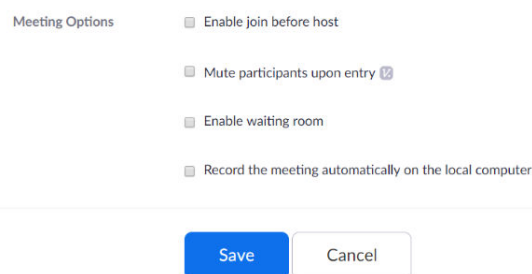 Meeting Options
Enable join before host
Mute participants upon entry
Enable waiting room
Record the meeting automatically on the local computer
Save
Cancel